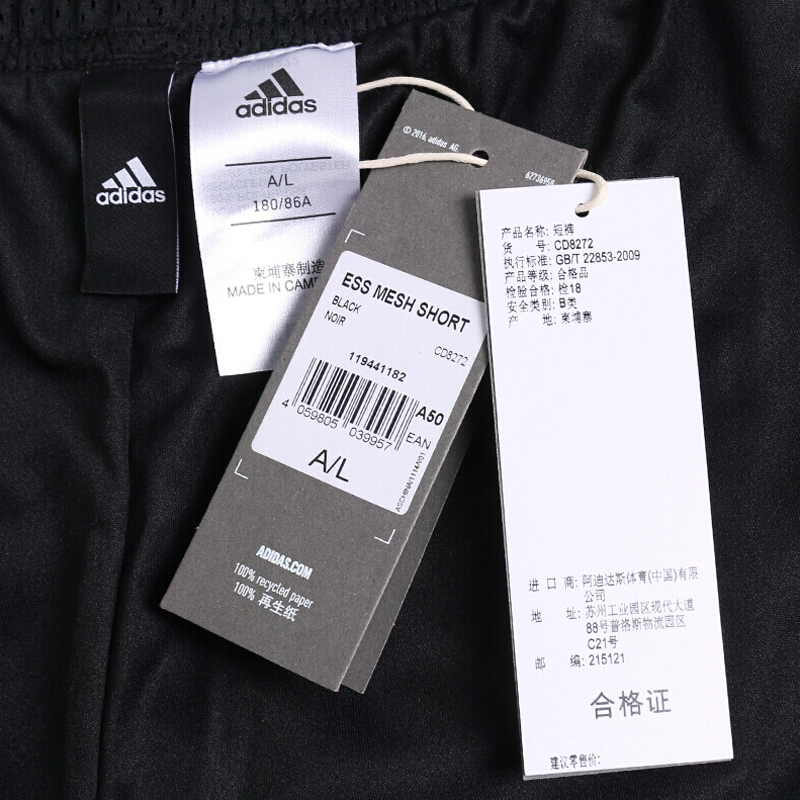 adidas
adidas
A/L
180/86A
柬埔寨制造
MADE IN CAMB
© 2016, adidas AG.
62736958
ESS MESH SHORT
BLACK
NOIR
CD8272
119441182
A50
4 059805 039957
EAN
A/L
ADIDAS.COM
100% recycled paper
100% 再生纸
产品名称: 短裤
货 号: CD8272
执行标准: GB/T 22853-2009
产品等级: 合格品
检验合格: 检18
安全类别: B类
产 地: 柬埔寨
进 口 商: 阿迪达斯体育(中国)有限
公司
地 址: 苏州工业园区现代大道
88号普洛斯物流园区
C21号
邮 编: 215121
合格证
建议零售价: